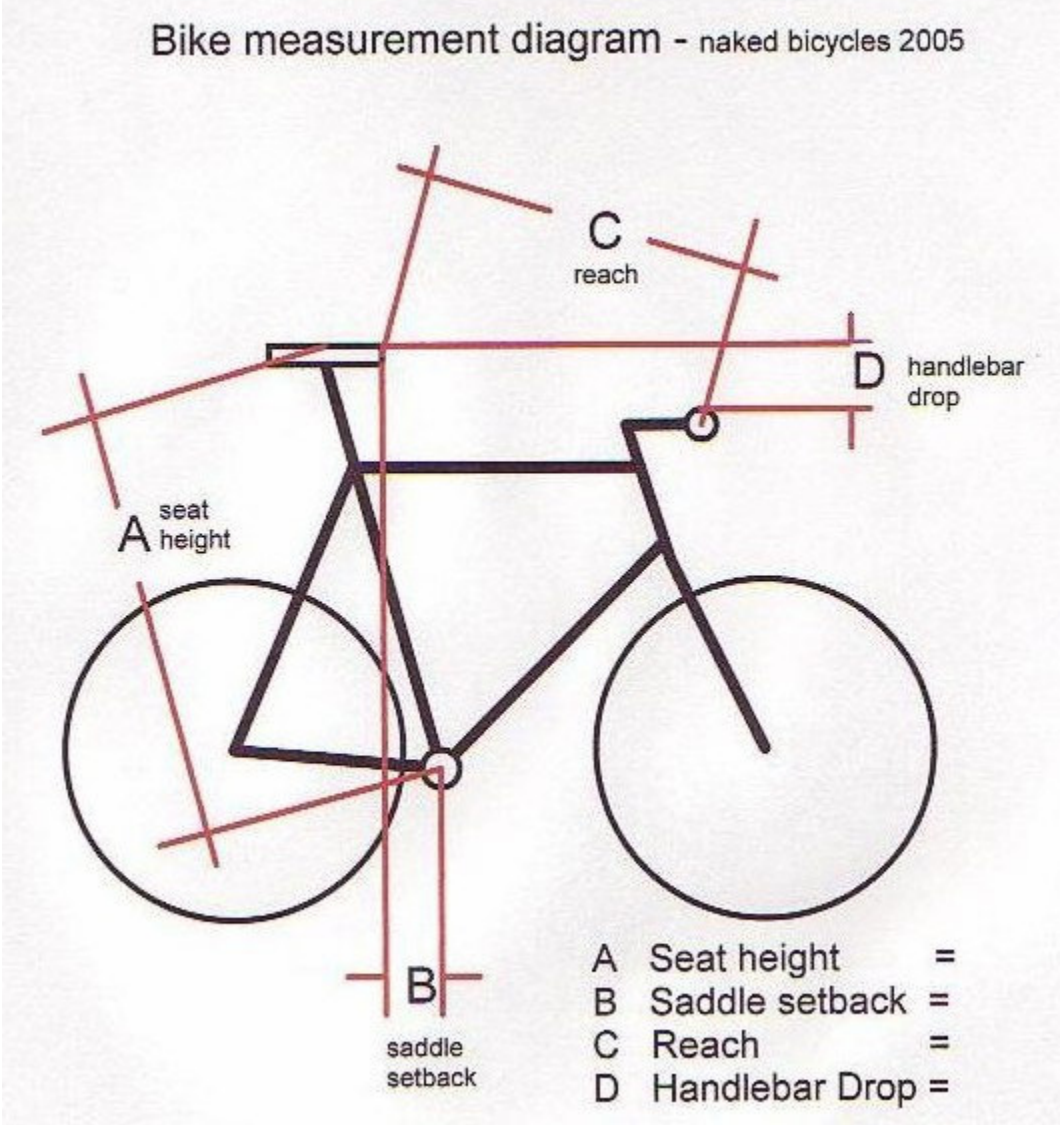 Bike measurement diagram - naked bicycles 2005
C
reach
D handlebar
drop
A seat
height
B
saddle
setback
A Seat height =
B Saddle setback =
C Reach =
D Handlebar Drop =